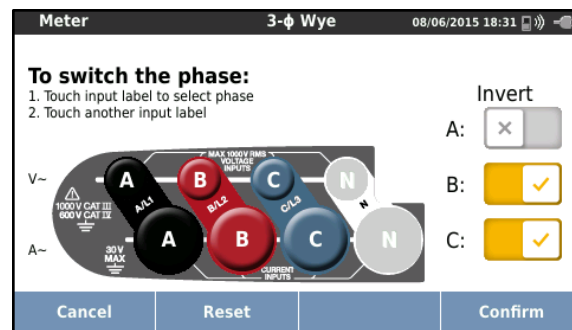 Meter 3-ϕ Wye 08/06/2015 18:31
To switch the phase:
1. Touch input label to select phase
2. Touch another input label
Invert
A:
B:
C:
MAX 1000V RMS
VOLTAGE
INPUTS
V~
A B C N
1000 V CAT III
600 V CAT IV
A/L1 B/L2 C/L3 N
A B C N
A~
30 V
MAX
CURRENT
INPUTS
Cancel Reset Confirm